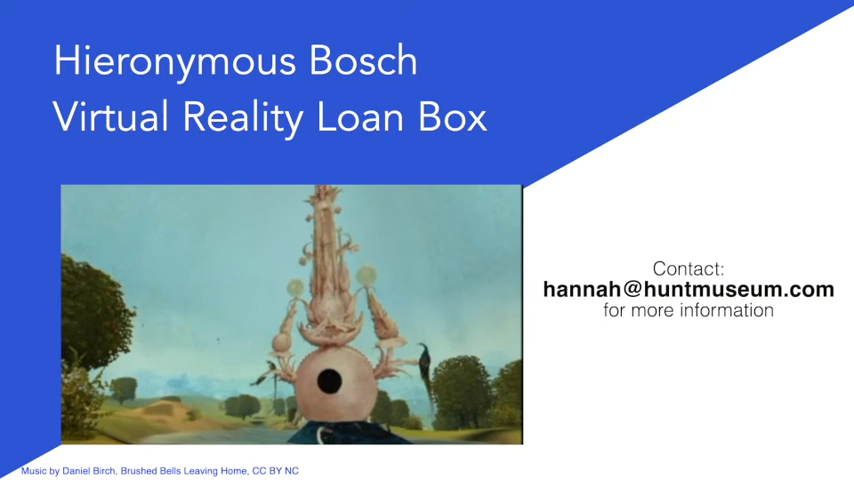 Hieronymous Bosch
Virtual Reality Loan Box
Contact:
hannah@huntmuseum.com
for more information
Music by Daniel Birch, Brushed Bells Leaving Home, CC BY NC